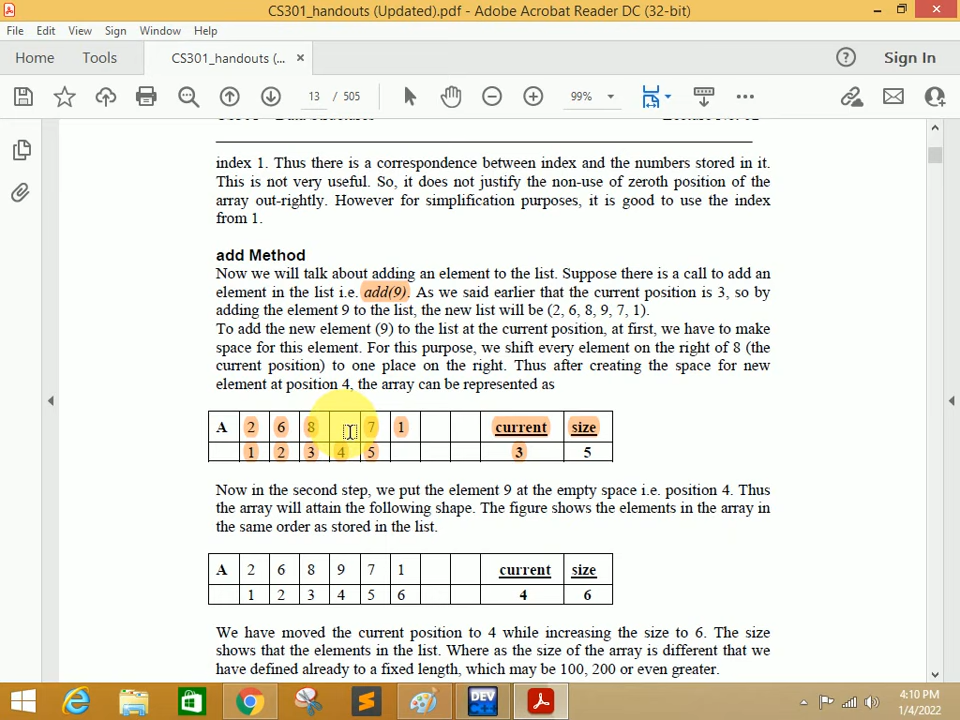 CS301_handouts (Updated).pdf - Adobe Acrobat Reader DC (32-bit)
File Edit View Sign Window Help
Home Tools CS301_handouts (... × Sign In
13 / 505 99%
index 1. Thus there is a correspondence between index and the numbers stored in it.
This is not very useful. So, it does not justify the non-use of zeroth position of the
array out-rightly. However for simplification purposes, it is good to use the index
from 1.
add Method
Now we will talk about adding an element to the list. Suppose there is a call to add an
element in the list i.e. add(9). As we said earlier that the current position is 3, so by
adding the element 9 to the list, the new list will be (2, 6, 8, 9, 7, 1).
To add the new element (9) to the list at the current position, at first, we have to make
space for this element. For this purpose, we shift every element on the right of 8 (the
current position) to one place on the right. Thus after creating the space for new
element at position 4, the array can be represented as
A 2 6 8 7 1 current size
1 2 3 4 5 3 5
Now in the second step, we put the element 9 at the empty space i.e. position 4. Thus
the array will attain the following shape. The figure shows the elements in the array in
the same order as stored in the list.
A 2 6 8 9 7 1 current size
1 2 3 4 5 6 4 6
We have moved the current position to 4 while increasing the size to 6. The size
shows that the elements in the list. Where as the size of the array is different that we
have defined already to a fixed length, which may be 100, 200 or even greater.
DEV
4:10 PM
1/4/2022